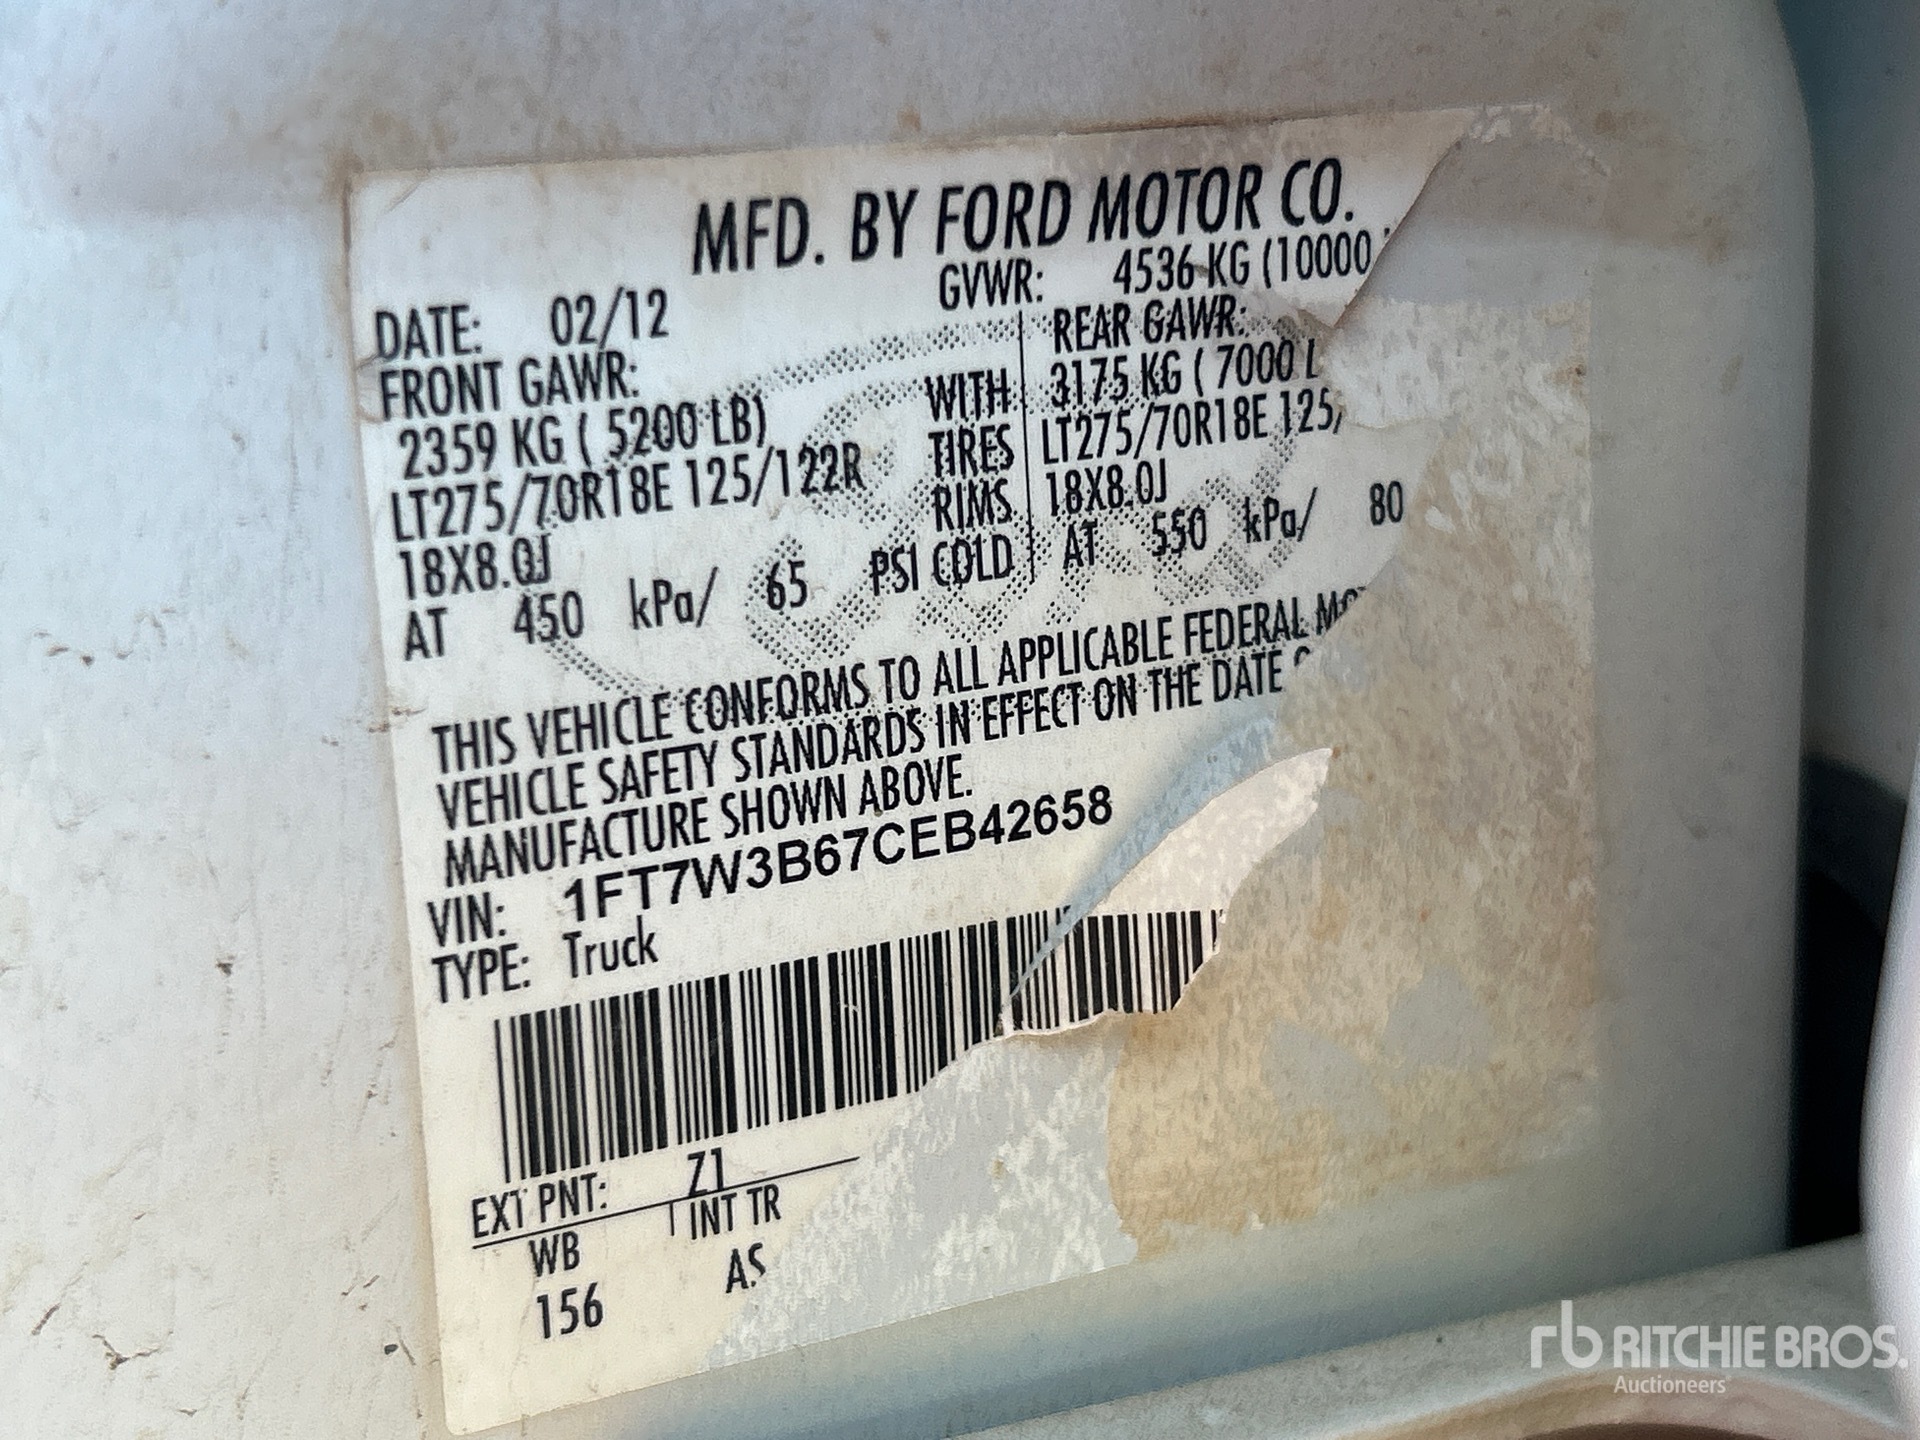 MFD. BY FORD MOTOR CO.
DATE: 02/12 GVWR: 4536 KG (10000
FRONT GAWR: REAR GAWR:
2359 KG ( 5200 LB) WITH 3175 KG ( 7000 L
LT275/70R18E 125/122R TIRES LT275/70R18E 125/
18X8.0J RIMS 18X8.0J
AT 450 kPa/ 65 PSI COLD AT 550 kPa/ 80
THIS VEHICLE CONFORMS TO ALL APPLICABLE FEDERAL MOT
VEHICLE SAFETY STANDARDS IN EFFECT ON THE DATE
MANUFACTURE SHOWN ABOVE.
VIN: 1FT7W3B67CEB42658
TYPE: Truck
EXT PNT: Z1
WB INT TR
156 AS
rb RITCHIE BROS.
Auctioneers